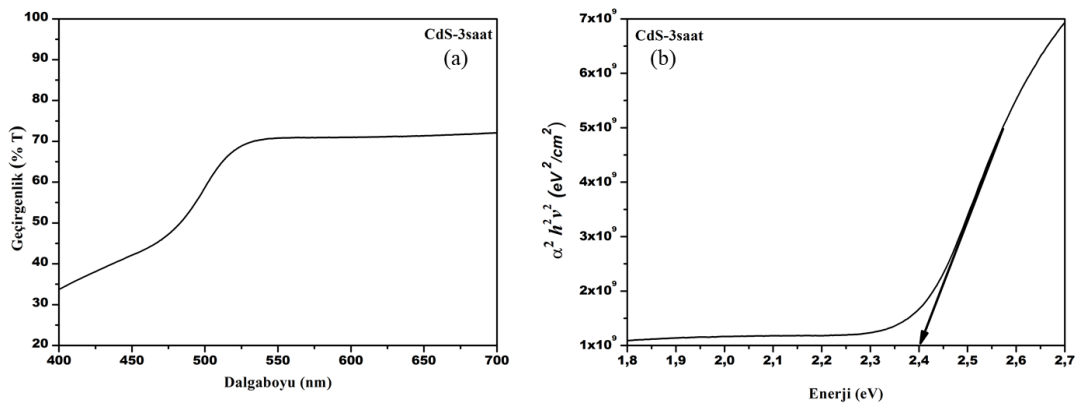 CdS-3saat
(a)
100
90
80
70
60
50
40
30
20
Geçirgenlik (% T)
400 450 500 550 600 650 700
Dalgaboyu (nm)
CdS-3saat
(b)
7x10⁹
6x10⁹
5x10⁹
4x10⁹
3x10⁹
2x10⁹
1x10⁹
α² h²ν² (eV²/cm²)
1,8 1,9 2,0 2,1 2,2 2,3 2,4 2,5 2,6 2,7
Enerji (eV)